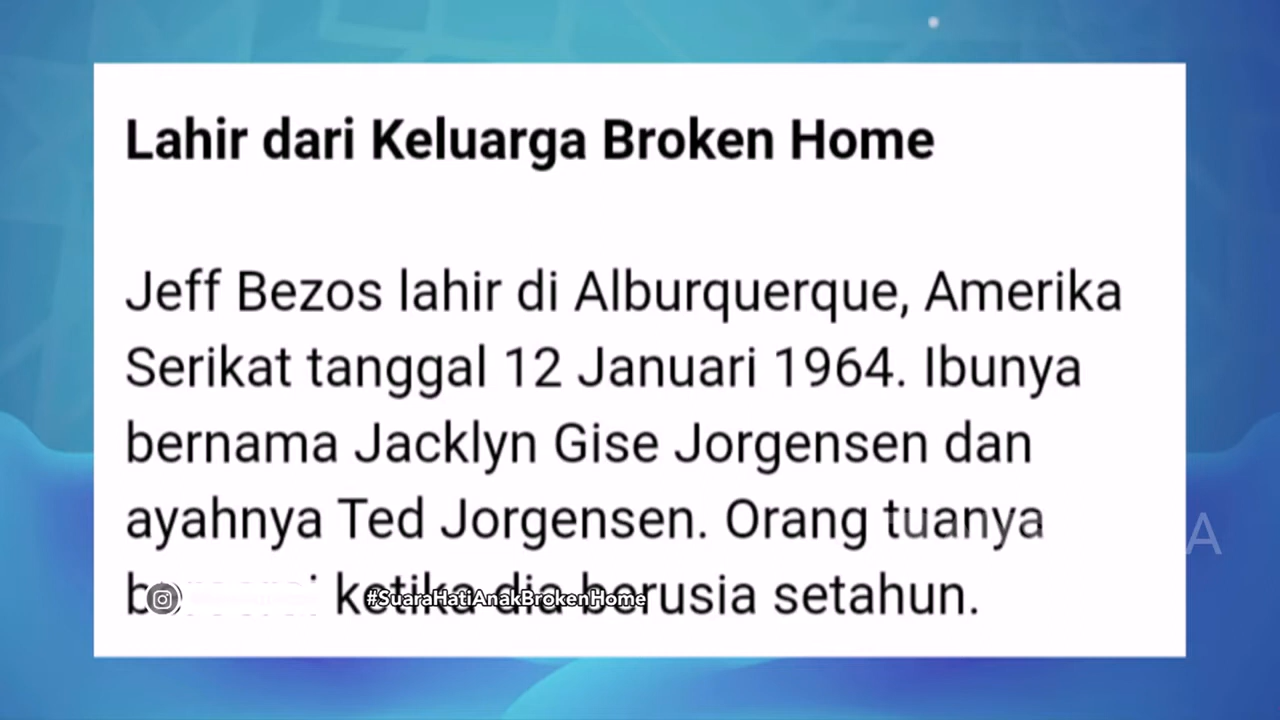 Lahir dari Keluarga Broken Home
Jeff Bezos lahir di Alburquerque, Amerika
Serikat tanggal 12 Januari 1964. Ibunya
bernama Jacklyn Gise Jorgensen dan
ayahnya Ted Jorgensen. Orang tuanya
ketika dia berusia setahun.
#SuaraHatiAnakBrokenHome
A